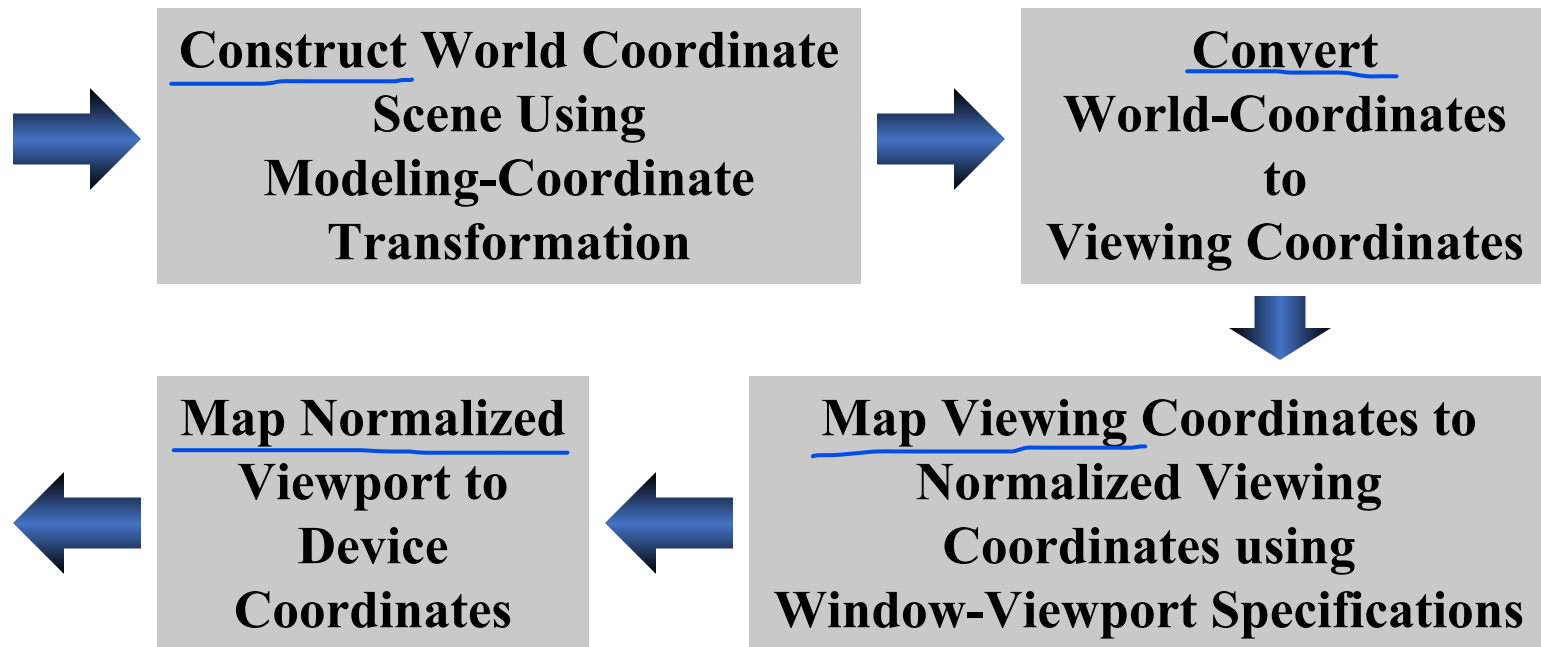 Construct World Coordinate
Scene Using
Modeling-Coordinate
Transformation
Convert
World-Coordinates
to
Viewing Coordinates
Map Viewing Coordinates to
Normalized Viewing
Coordinates using
Window-Viewport Specifications
Map Normalized
Viewport to
Device
Coordinates